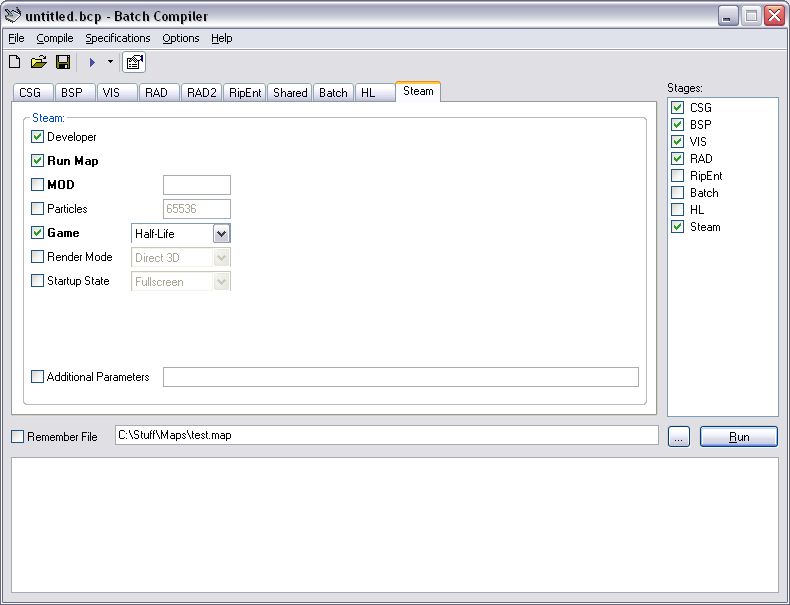 untitled.bcp - Batch Compiler
File Compile Specifications Options Help
CSG BSP VIS RAD RAD2 RipEnt Shared Batch HL Steam
Steam:
Developer
Run Map
MOD
Particles 65536
Game Half-Life
Render Mode Direct 3D
Startup State Fullscreen
Additional Parameters
Stages:
CSG
BSP
VIS
RAD
RipEnt
Batch
HL
Steam
Remember File C:\Stuff\Maps\test.map ... Run